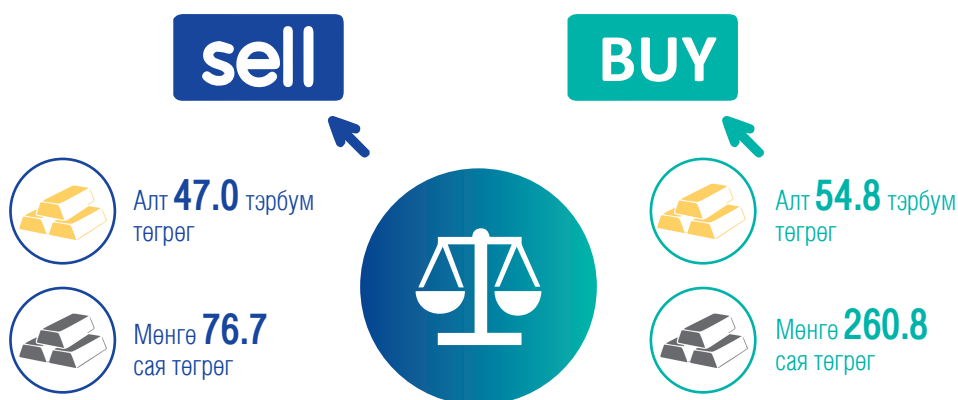 sell
BUY
Алт 47.0 тэрбум
төгрөг
Мөнгө 76.7
сая төгрөг
Алт 54.8 тэрбум
төгрөг
Мөнгө 260.8
сая төгрөг